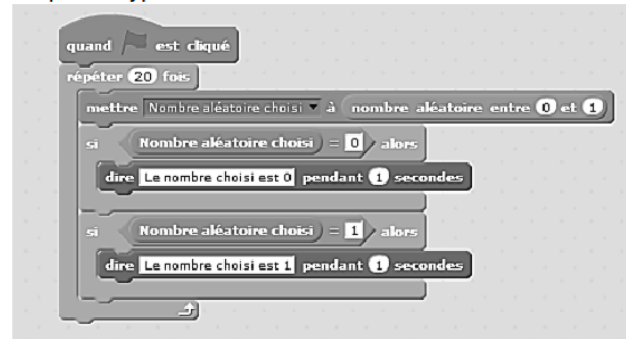 quand est cliqué
répéter 20 fois
mettre Nombre aléatoire choisi à nombre aléatoire entre 0 et 1
si Nombre aléatoire choisi = 0 alors
dire Le nombre choisi est 0 pendant 1 secondes
si Nombre aléatoire choisi = 1 alors
dire Le nombre choisi est 1 pendant 1 secondes